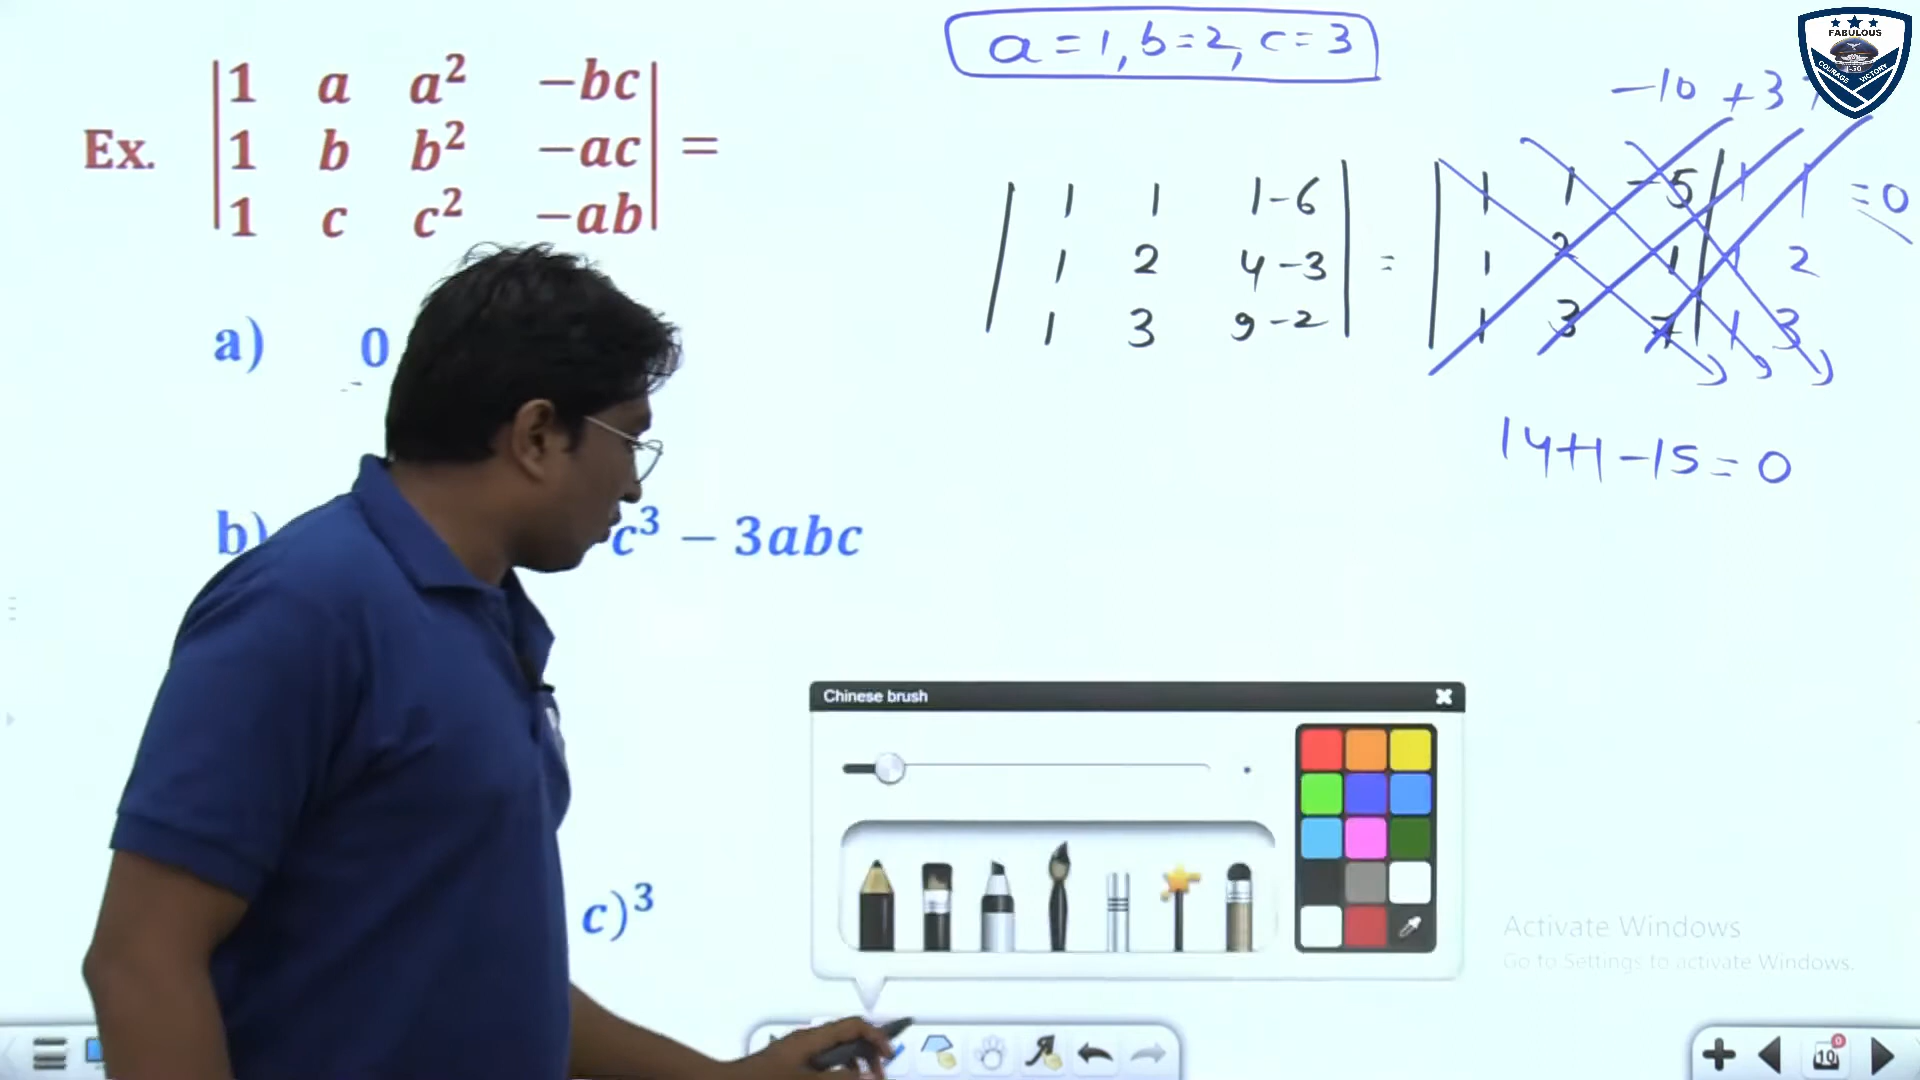 a = 1, b = 2, c = 3
FABULOUS
COURAGE VICTORY
Ex. |1 a a² -bc|
|1 b b² -ac| =
|1 c c² -ab|
-10 + 3
| 1 1 1-6 |
| 1 2 4-3 | =
| 1 3 9-2 |
| 1 1 -5 | 1 1 = 0
| 1 2 1 | 1 2
| 1 3 7 | 1 3
14+1-15=0
a) 0
b) c³ - 3abc
c)³
Chinese brush
Activate Windows
Go to Settings to activate Windows.
10
0